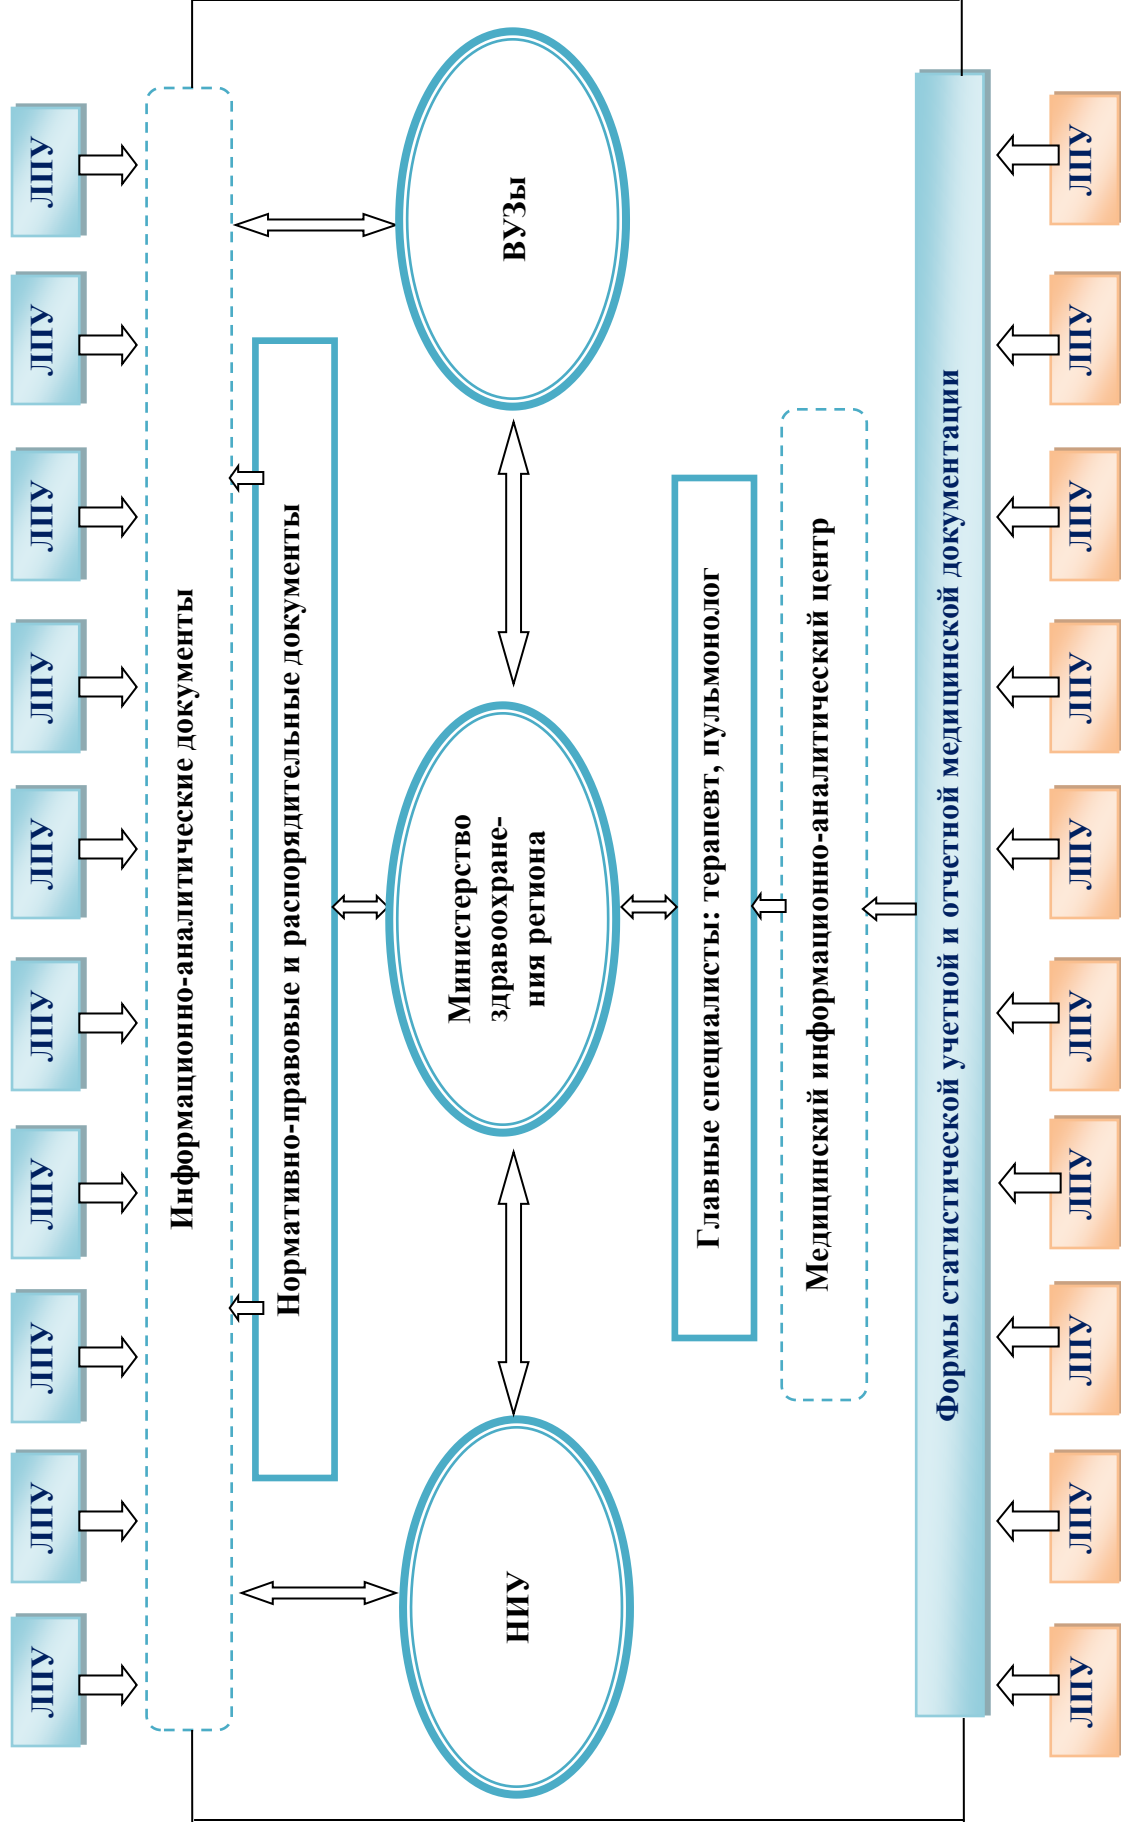 ЛПУ
ЛПУ
ЛПУ
ЛПУ
ЛПУ
ЛПУ
ЛПУ
ЛПУ
ЛПУ
ЛПУ
Информационно-аналитические документы
Нормативно-правовые и распорядительные документы
НИУ
Министерство
здравоохране-
ния региона
ВУЗы
Главные специалисты: терапевт, пульмонолог
Медицинский информационно-аналитический центр
Формы статистической учетной и отчетной медицинской документации
ЛПУ
ЛПУ
ЛПУ
ЛПУ
ЛПУ
ЛПУ
ЛПУ
ЛПУ
ЛПУ
ЛПУ